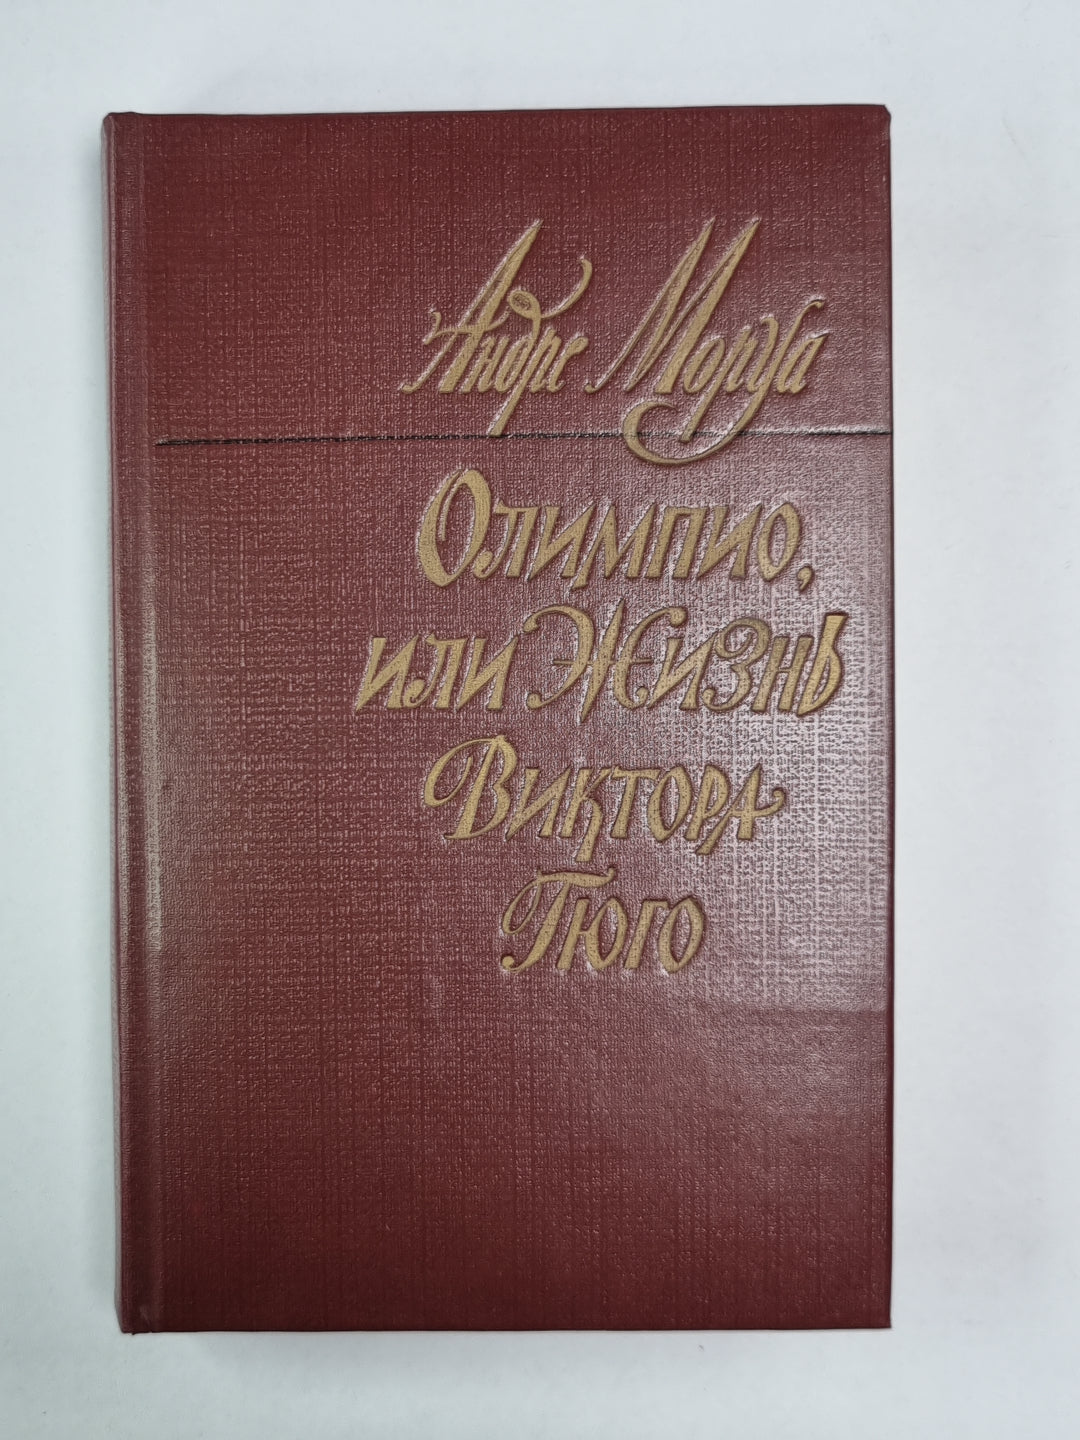 Андре Моруа
Олимпио,
или Жизнь
Виктора
Гюго